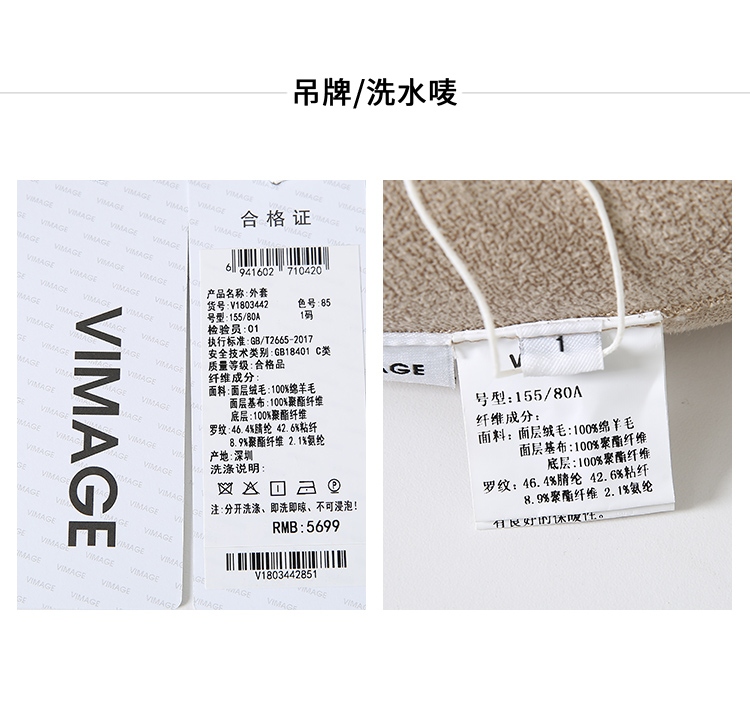 吊牌/洗水唛
VIMAGE
合格证
6 941602 710420
产品名称:外套
货号:V1803442 色号:85
号型:155/80A 1码
检验员:01
执行标准:GB/T2665-2017
安全技术类别:GB18401 C类
质量等级:合格品
纤维成分:
面料:面层绒毛:100%绵羊毛
面层基布:100%聚酯纤维
底层:100%聚酯纤维
罗纹:46.4%腈纶 42.6%粘纤
8.9%聚酯纤维 2.1%氨纶
产地:深圳
洗涤说明:
注:分开洗涤、即洗即晾、不可浸泡!
RMB:5699
V1803442851
MAGE
V
1
号型:155/80A
纤维成分:
面料:面层绒毛:100%绵羊毛
面层基布:100%聚酯纤维
底层:100%聚酯纤维
罗纹:46.4%腈纶 42.6%粘纤
8.9%聚酯纤维 2.1%氨纶
有良好的保暖性。